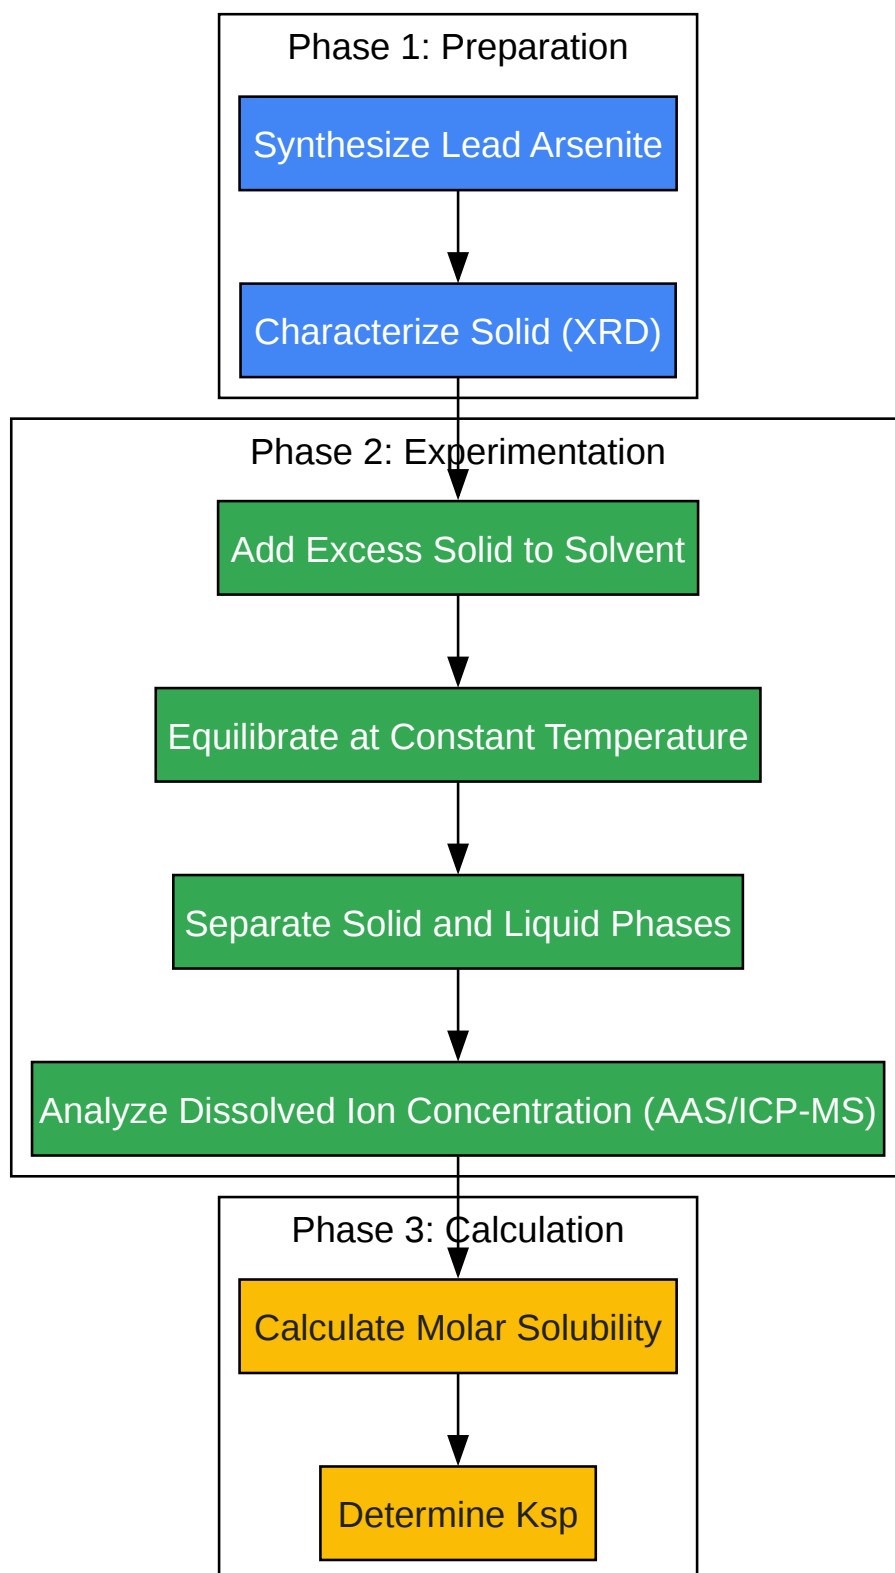 Phase 1: Preparation
Synthesize Lead Arsenite
Characterize Solid (XRD)
Phase 2: Experimentation
Add Excess Solid to Solvent
Equilibrate at Constant Temperature
Separate Solid and Liquid Phases
Analyze Dissolved Ion Concentration (AAS/ICP-MS)
Phase 3: Calculation
Calculate Molar Solubility
Determine Ksp